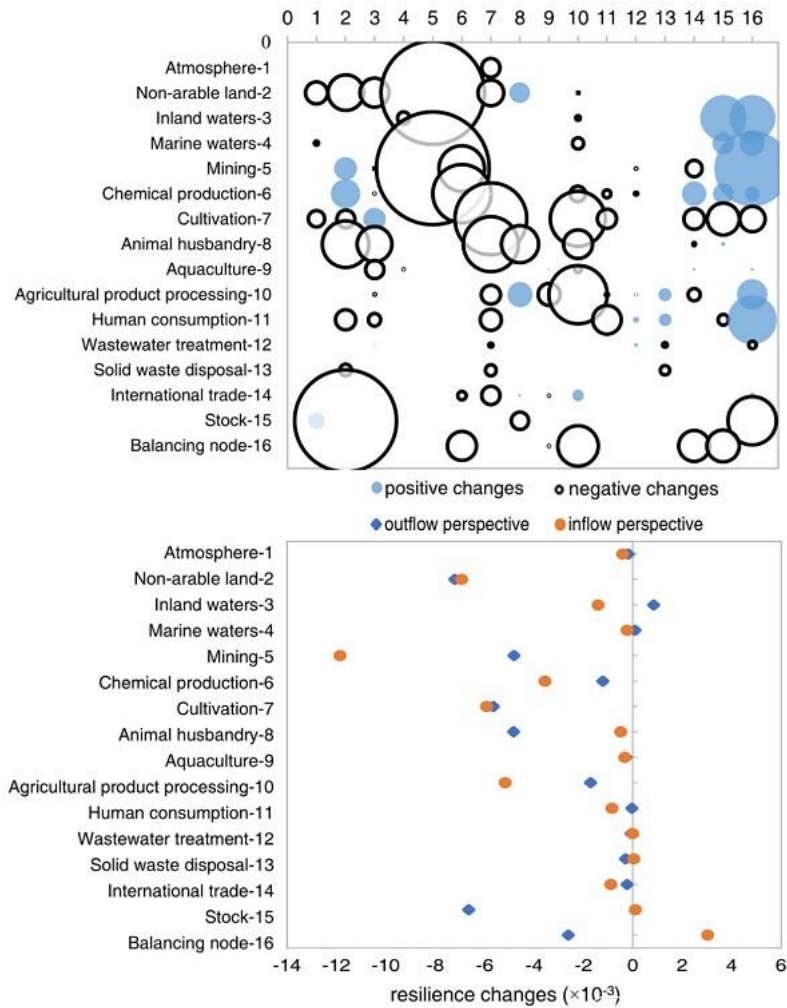 0 1 2 3 4 5 6 7 8 9 10 11 12 13 14 15 16
0
Atmosphere-1
Non-arable land-2
Inland waters-3
Marine waters-4
Mining-5
Chemical production-6
Cultivation-7
Animal husbandry-8
Aquaculture-9
Agricultural product processing-10
Human consumption-11
Wastewater treatment-12
Solid waste disposal-13
International trade-14
Stock-15
Balancing node-16
positive changes negative changes
outflow perspective inflow perspective
Atmosphere-1
Non-arable land-2
Inland waters-3
Marine waters-4
Mining-5
Chemical production-6
Cultivation-7
Animal husbandry-8
Aquaculture-9
Agricultural product processing-10
Human consumption-11
Wastewater treatment-12
Solid waste disposal-13
International trade-14
Stock-15
Balancing node-16
-14 -12 -10 -8 -6 -4 -2 0 2 4 6
resilience changes (×10⁻³)